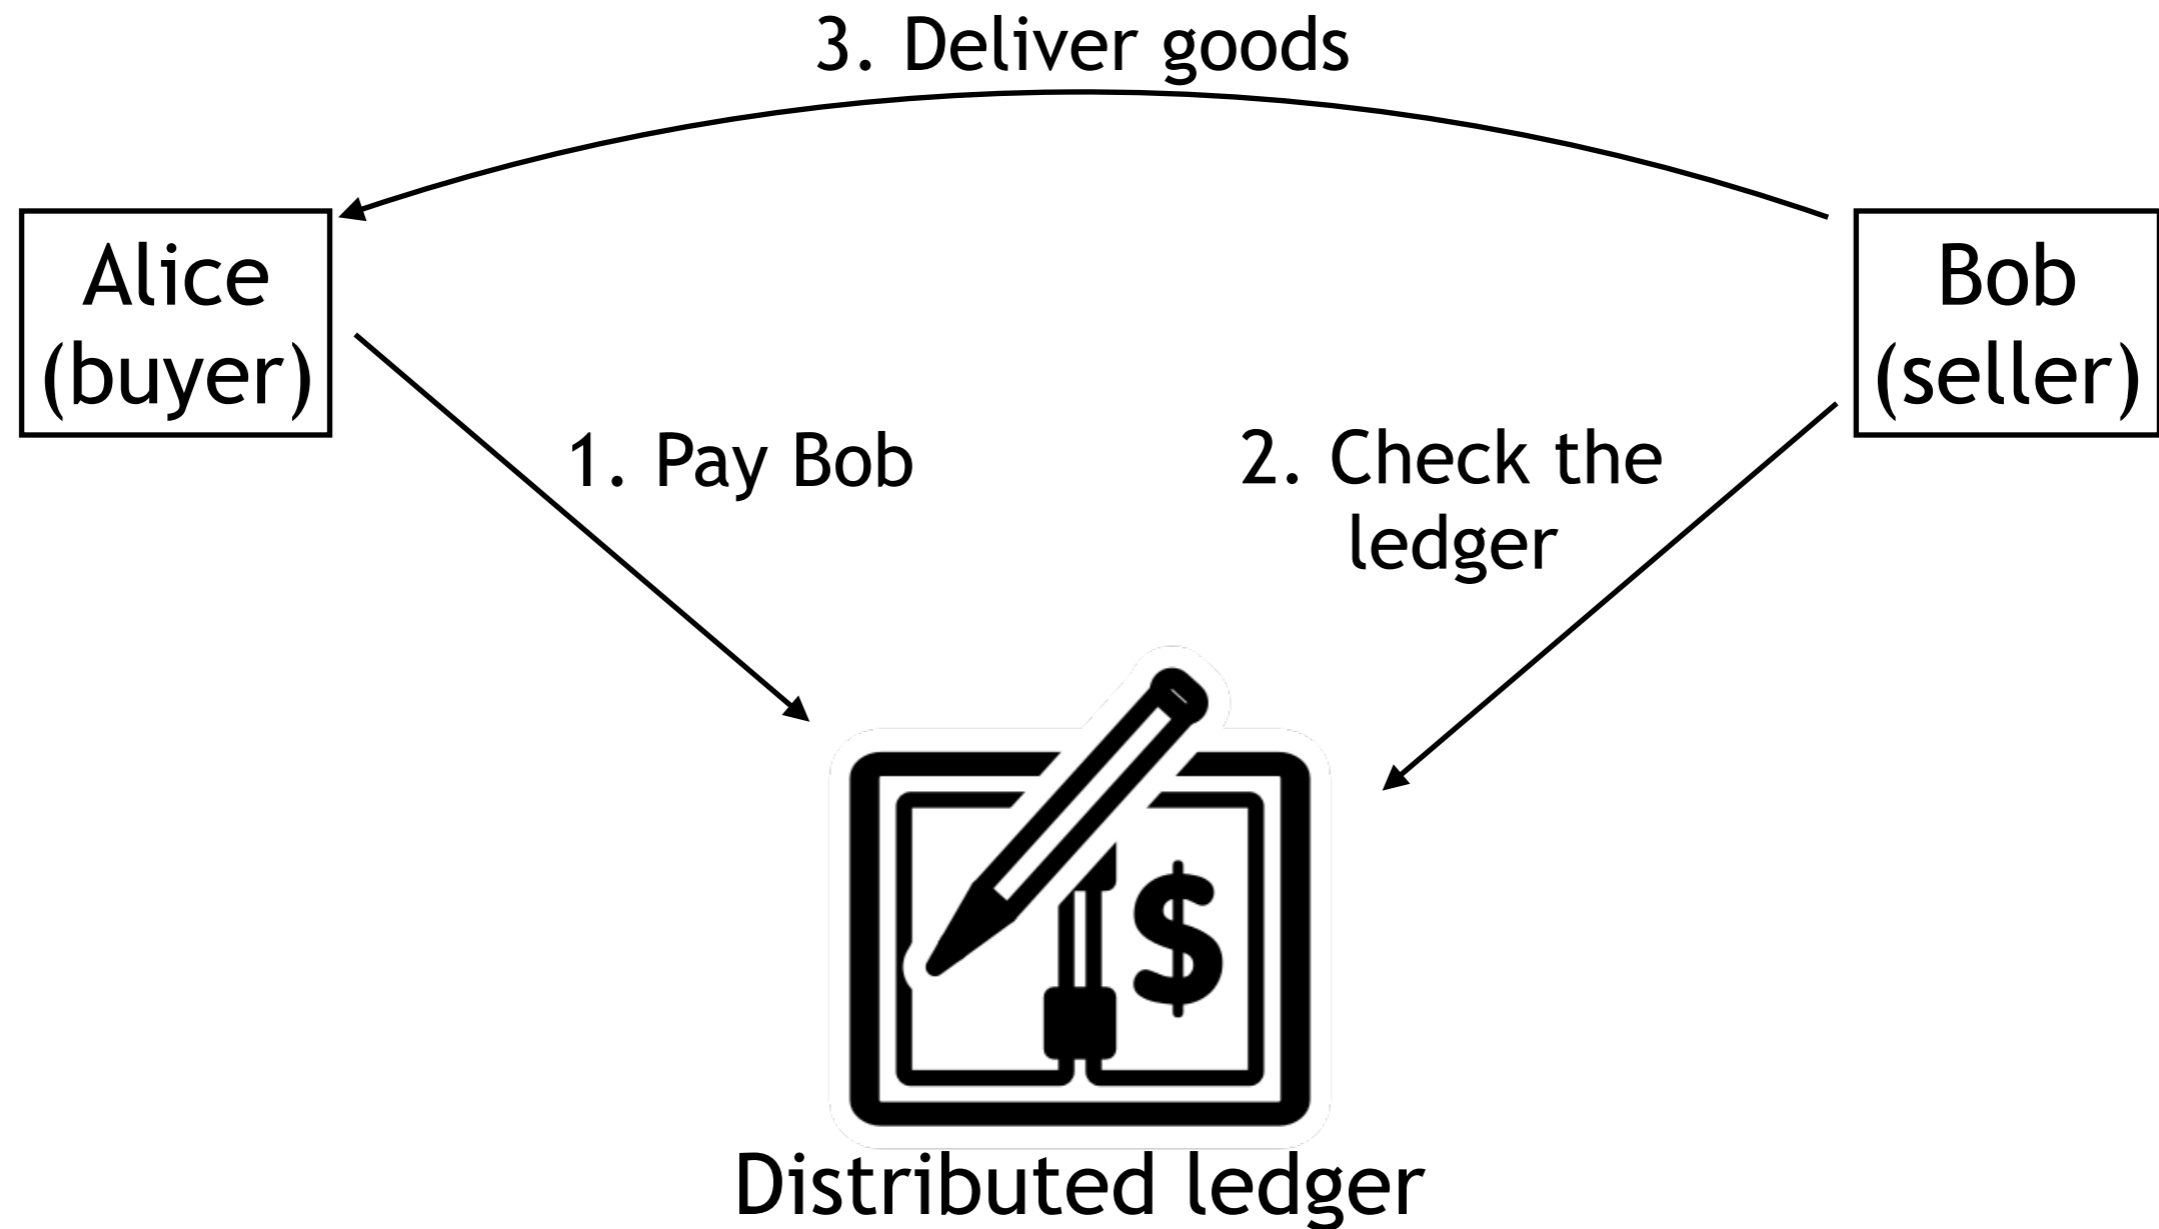 3. Deliver goods
Alice
(buyer)
Bob
(seller)
1. Pay Bob
2. Check the
ledger
$
Distributed ledger